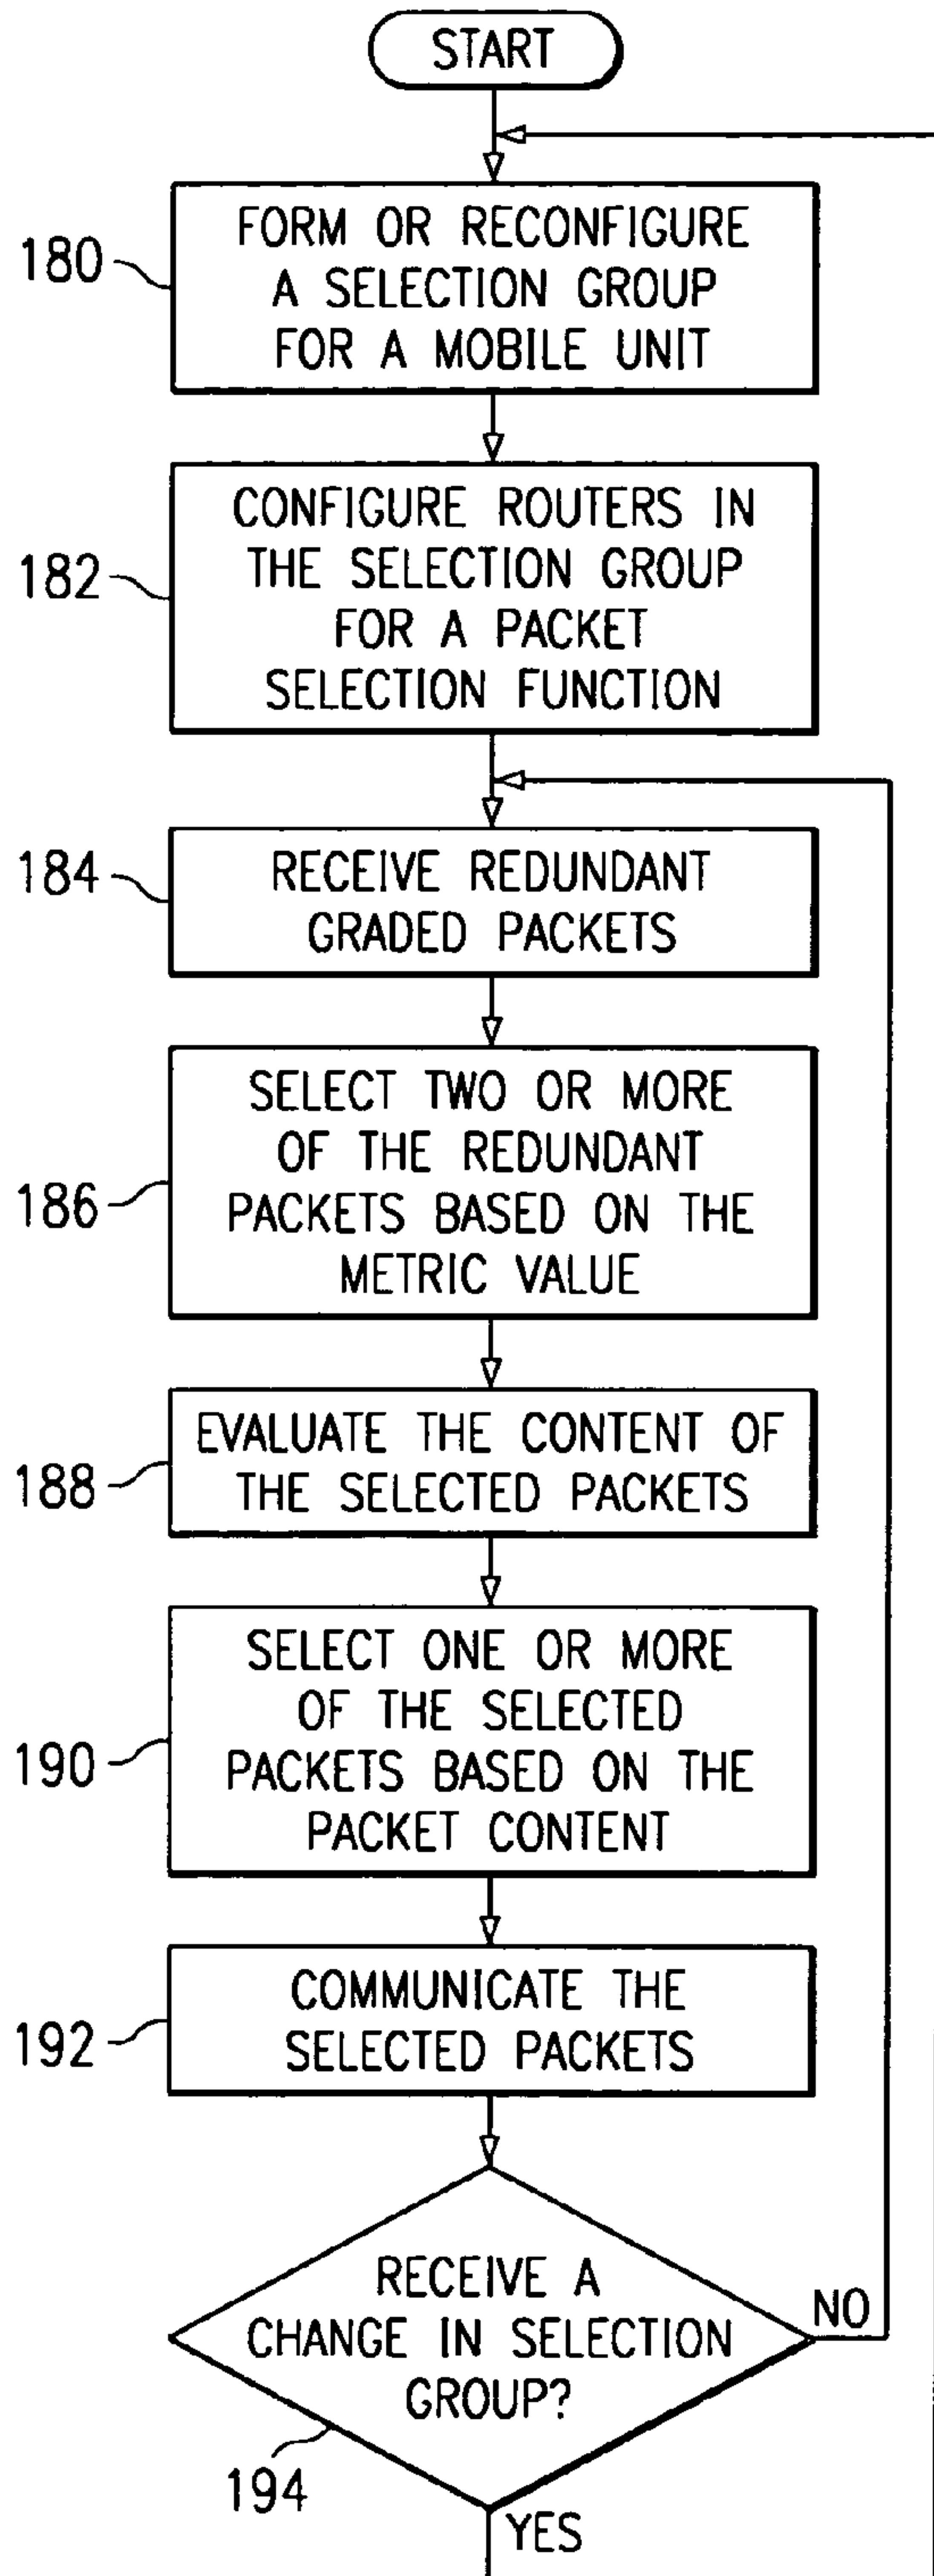 START
180
FORM OR RECONFIGURE
A SELECTION GROUP
FOR A MOBILE UNIT
182
CONFIGURE ROUTERS IN
THE SELECTION GROUP
FOR A PACKET
SELECTION FUNCTION
184
RECEIVE REDUNDANT
GRADED PACKETS
186
SELECT TWO OR MORE
OF THE REDUNDANT
PACKETS BASED ON THE
METRIC VALUE
188
EVALUATE THE CONTENT OF
THE SELECTED PACKETS
190
SELECT ONE OR MORE
OF THE SELECTED
PACKETS BASED ON THE
PACKET CONTENT
192
COMMUNICATE THE
SELECTED PACKETS
RECEIVE A
CHANGE IN SELECTION
GROUP?
NO
194
YES